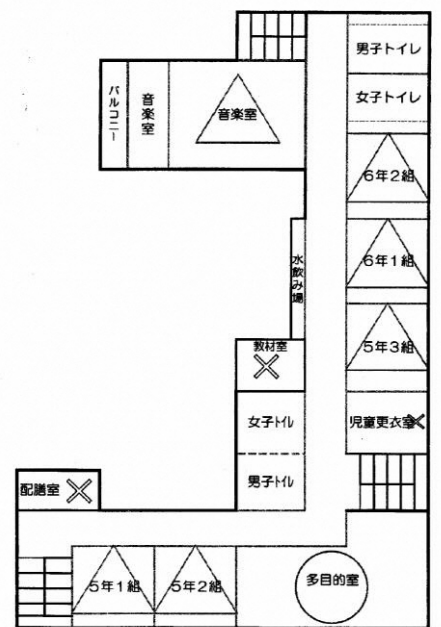 男子トイレ
女子トイレ
バルコニー
音楽室
音楽室
6年2組
6年1組
水飲み場
教材室
5年3組
女子トイレ
児童更衣室
男子トイレ
配膳室
5年1組
5年2組
多目的室